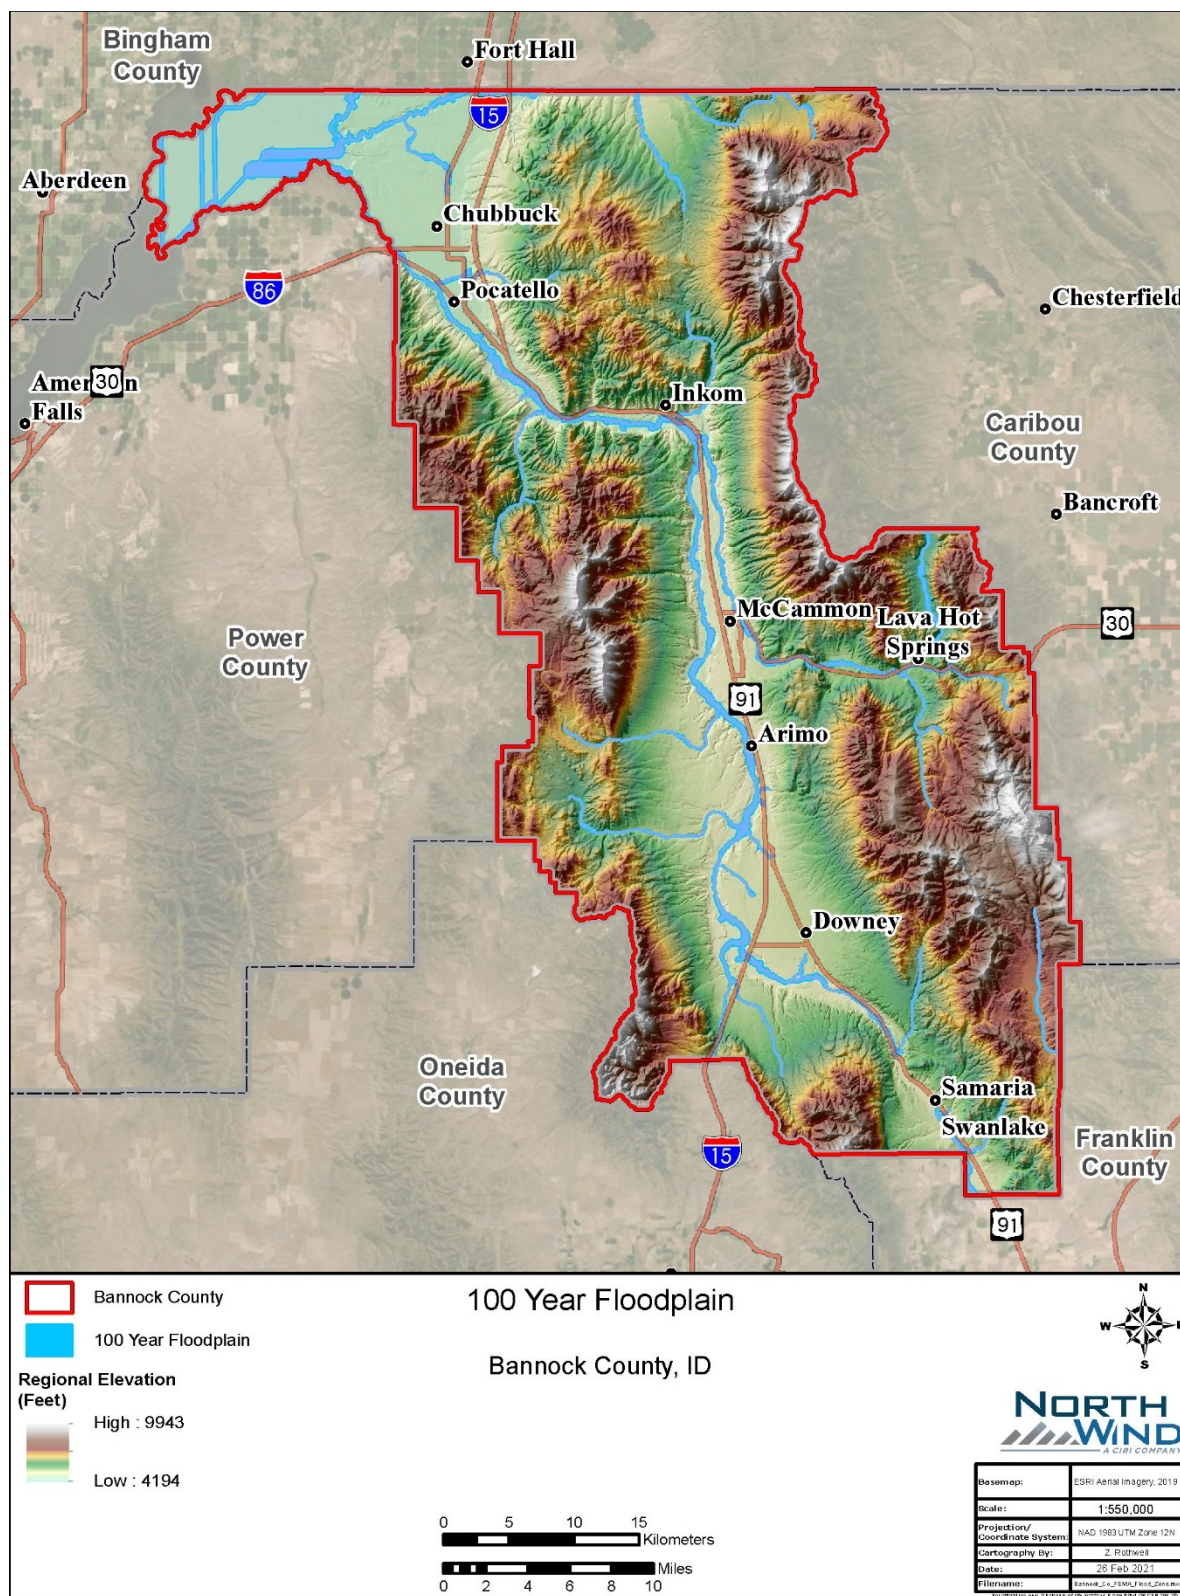 Bingham
County
Fort Hall
15
Aberdeen
Chubbuck
86
Pocatello
Chesterfield
30
Falls
Inkom
Caribou
County
Bancroft
McCammon
Lava Hot
Springs
30
Power
County
91
Arimo
Downey
Oneida
County
Samaria
Swanlake
Franklin
County
15
91
Bannock County
100 Year Floodplain
Regional Elevation
(Feet)
High : 9943
Low : 4194
100 Year Floodplain
Bannock County, ID
0 5 10 15
Kilometers
Miles
0 2 4 6 8 10
N
W
S
NORTH
WIND
A CIRI COMPANY
Basemap: ESRI Aerial Imagery, 2019
Scale: 1:550,000
Projection/
Coordinate System: NAD 1983 UTM Zone 12N
Cartography By: Z. Rothwell
Date: 26 Feb 2021
Filename: